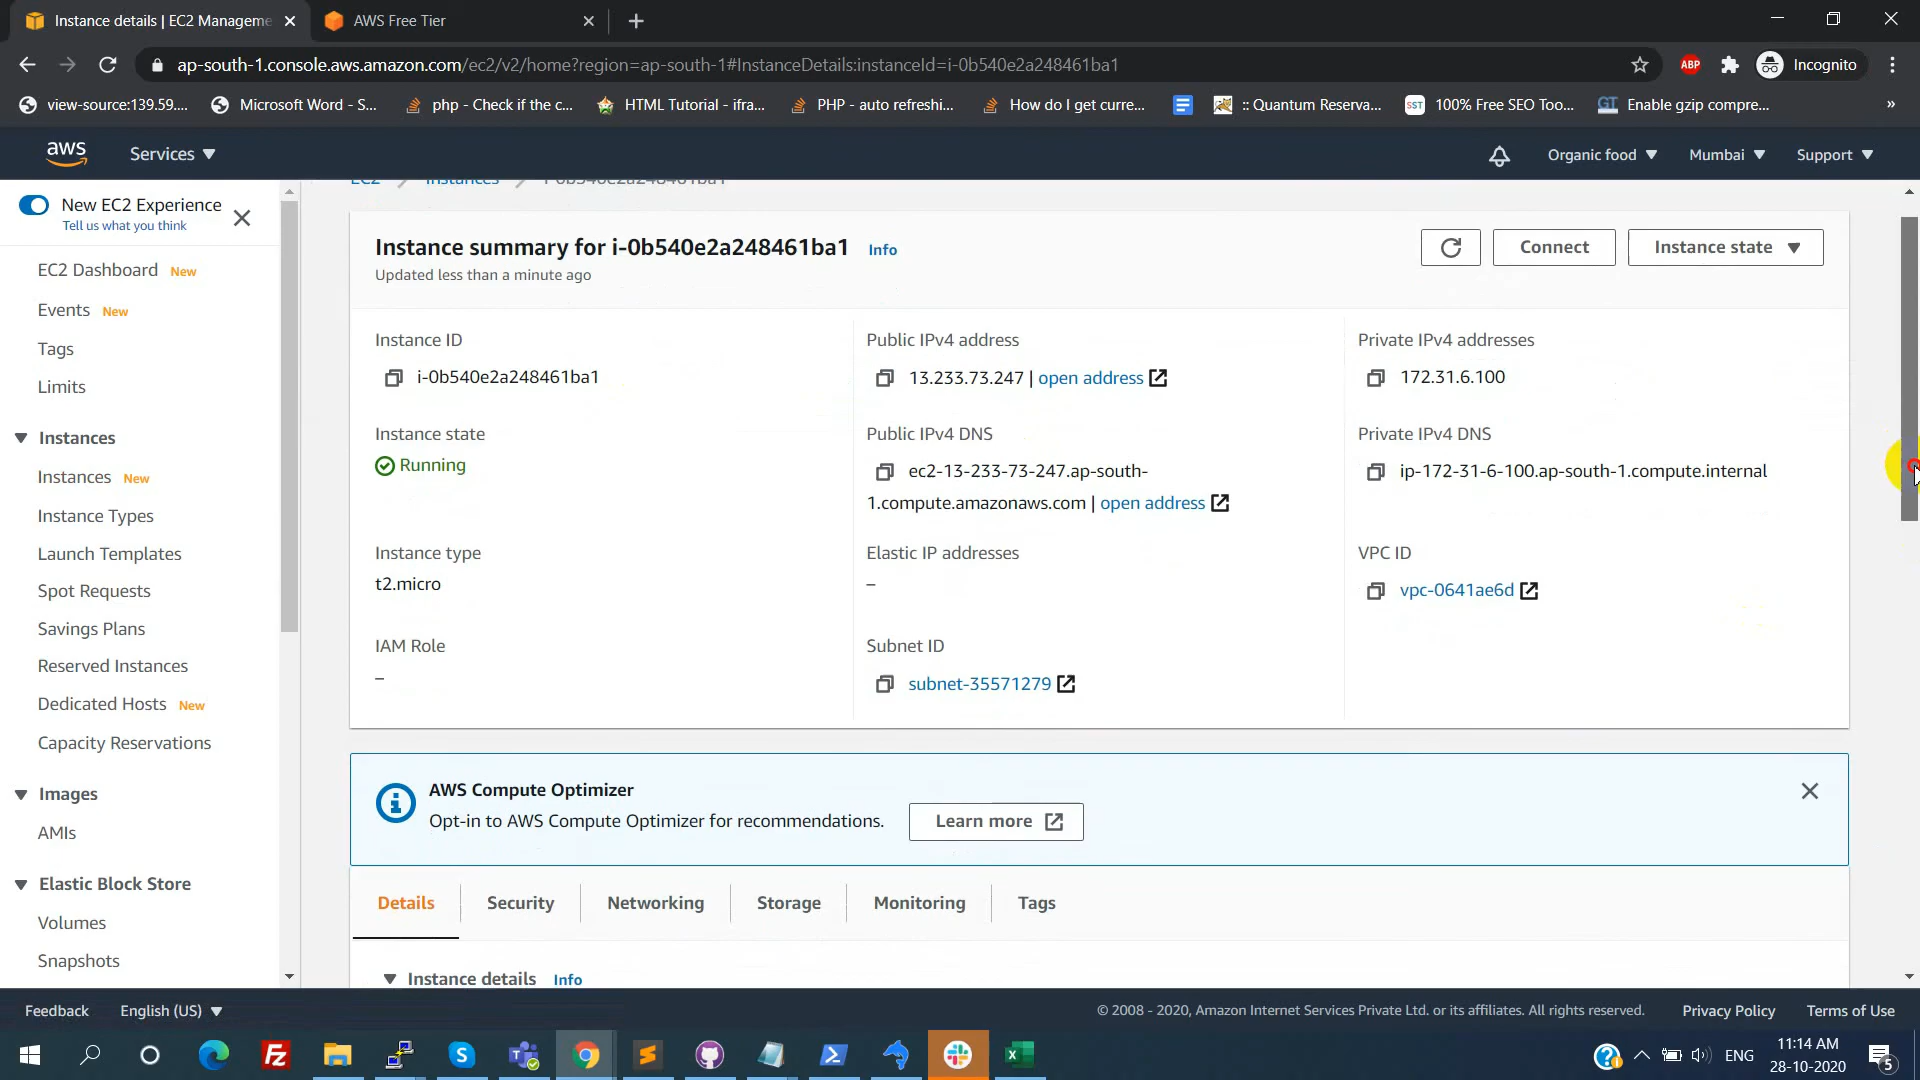 Instance details | EC2 Manageme
AWS Free Tier
ap-south-1.console.aws.amazon.com/ec2/v2/home?region=ap-south-1#InstanceDetails:instanceId=i-0b540e2a248461ba1
ABP
Incognito
view-source:139.59....
Microsoft Word - S...
php - Check if the c...
HTML Tutorial - ifra...
PHP - auto refreshi...
How do I get curre...
:: Quantum Reserva...
SST
100% Free SEO Too...
GT
Enable gzip compre...
»
aws
Services
Organic food
Mumbai
Support
New EC2 Experience
Tell us what you think
EC2 Dashboard New
Events New
Tags
Limits
Instances
Instances New
Instance Types
Launch Templates
Spot Requests
Savings Plans
Reserved Instances
Dedicated Hosts New
Capacity Reservations
Images
AMIs
Elastic Block Store
Volumes
Snapshots
EC2 Instances i-0b540e2a248461ba1
Instance summary for i-0b540e2a248461ba1 Info
Updated less than a minute ago
Connect
Instance state
Instance ID
i-0b540e2a248461ba1
Public IPv4 address
13.233.73.247 | open address
Private IPv4 addresses
172.31.6.100
Instance state
Running
Public IPv4 DNS
ec2-13-233-73-247.ap-south-
1.compute.amazonaws.com | open address
Private IPv4 DNS
ip-172-31-6-100.ap-south-1.compute.internal
Instance type
t2.micro
Elastic IP addresses
–
VPC ID
vpc-0641ae6d
IAM Role
–
Subnet ID
subnet-35571279
AWS Compute Optimizer
Opt-in to AWS Compute Optimizer for recommendations.
Learn more
Details
Security
Networking
Storage
Monitoring
Tags
Instance details Info
Feedback
English (US)
© 2008 - 2020, Amazon Internet Services Private Ltd. or its affiliates. All rights reserved.
Privacy Policy
Terms of Use
ENG
11:14 AM
28-10-2020
5